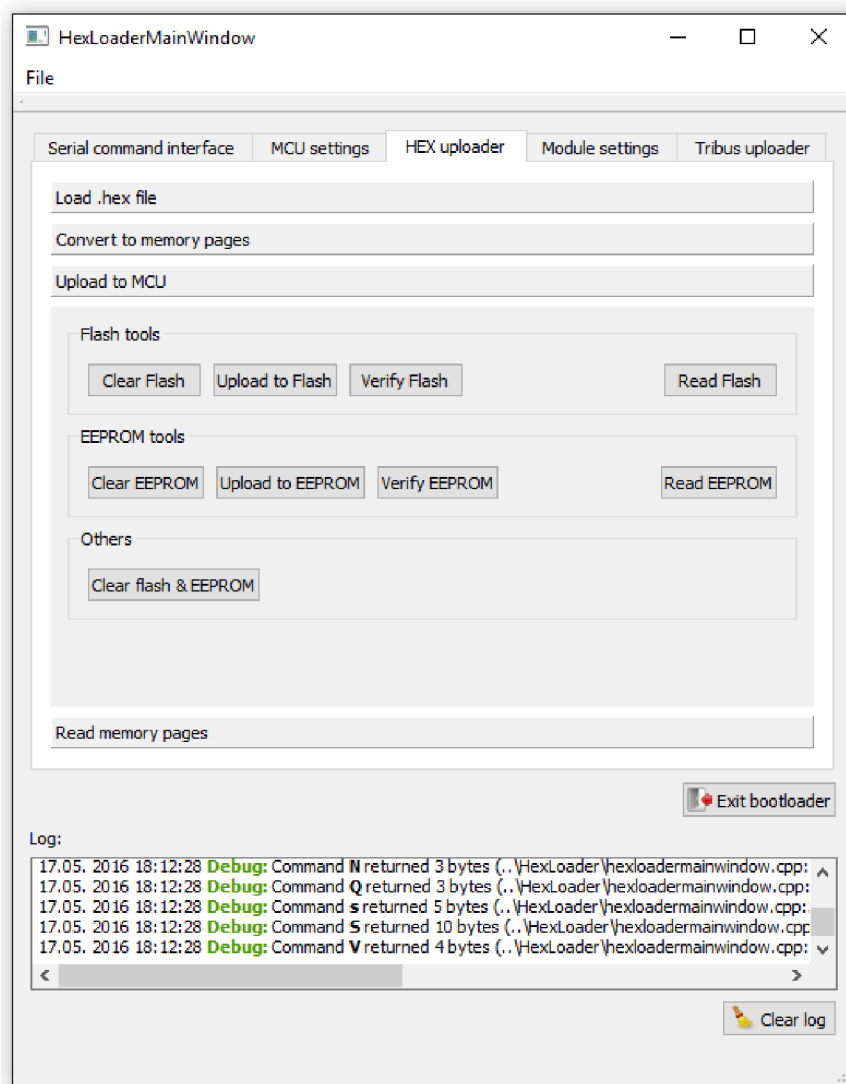 HexLoaderMainWindow
File
Serial command interface MCU settings HEX uploader Module settings Tribus uploader
Load .hex file
Convert to memory pages
Upload to MCU
Flash tools
Clear Flash Upload to Flash Verify Flash Read Flash
EEPROM tools
Clear EEPROM Upload to EEPROM Verify EEPROM Read EEPROM
Others
Clear flash & EEPROM
Read memory pages
Exit bootloader
Log:
17.05. 2016 18:12:28 Debug: Command N returned 3 bytes (..\HexLoader\hexloadermainwindow.cpp:
17.05. 2016 18:12:28 Debug: Command Q returned 3 bytes (..\HexLoader\hexloadermainwindow.cpp:
17.05. 2016 18:12:28 Debug: Command s returned 5 bytes (..\HexLoader\hexloadermainwindow.cpp:
17.05. 2016 18:12:28 Debug: Command S returned 10 bytes (..\HexLoader\hexloadermainwindow.cpp
17.05. 2016 18:12:28 Debug: Command V returned 4 bytes (..\HexLoader\hexloadermainwindow.cpp:
Clear log